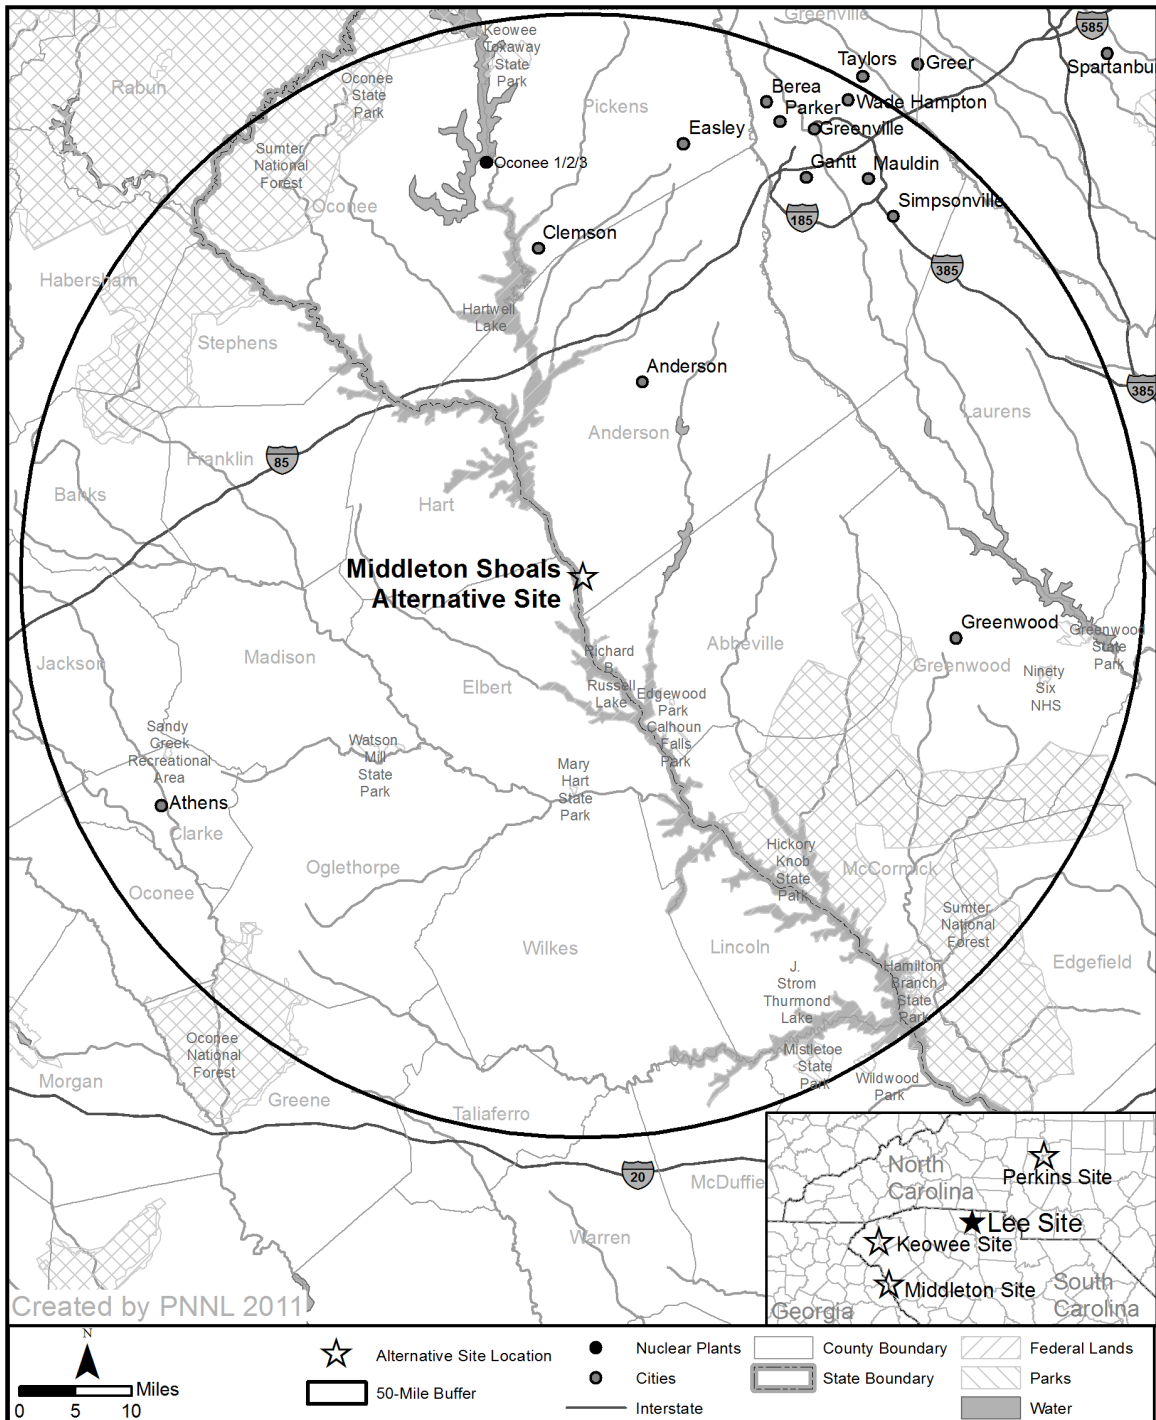 Greenville
585
Keowee
Toxaway
State
Park
Taylors
Greer
Spartanbur
Rabun
Oconee
State
Park
Berea
Pickens
Parker
Wade Hampton
Easley
Greenville
Sumter
National
Forest
Oconee 1/2/3
Gantt
Mauldin
Oconee
Simpsonville
185
Clemson
385
Habersham
Hartwell
Lake
Stephens
Anderson
385
Laurens
Anderson
Franklin
85
Banks
Hart
Middleton Shoals
Alternative Site
Greenwood
Greenwood
State
Park
Jackson
Madison
Abbeville
Richard
B.
Russell
Lake
Greenwood
Elbert
Edgewood
Park
Calhoun
Falls
Park
Ninety
Six
NHS
Sandy
Creek
Recreational
Area
Watson
Mill
State
Park
Mary
Hart
State
Park
Athens
Clarke
Hickory
Knob
State
Park
Oglethorpe
McCormick
Oconee
Sumter
National
Forest
Wilkes
Lincoln
Edgefield
J.
Strom
Thurmond
Lake
Hamilton
Branch
State
Park
Oconee
National
Forest
Mistletoe
State
Park
Morgan
Wildwood
Park
Greene
Taliaferro
20
McDuffie
Warren
North
Carolina
Perkins Site
Lee Site
Keowee Site
Middleton Site
South
Carolina
Georgia
Created by PNNL 2011
N
Miles
0 5 10
Alternative Site Location
50-Mile Buffer
Nuclear Plants
Cities
Interstate
County Boundary
State Boundary
Federal Lands
Parks
Water